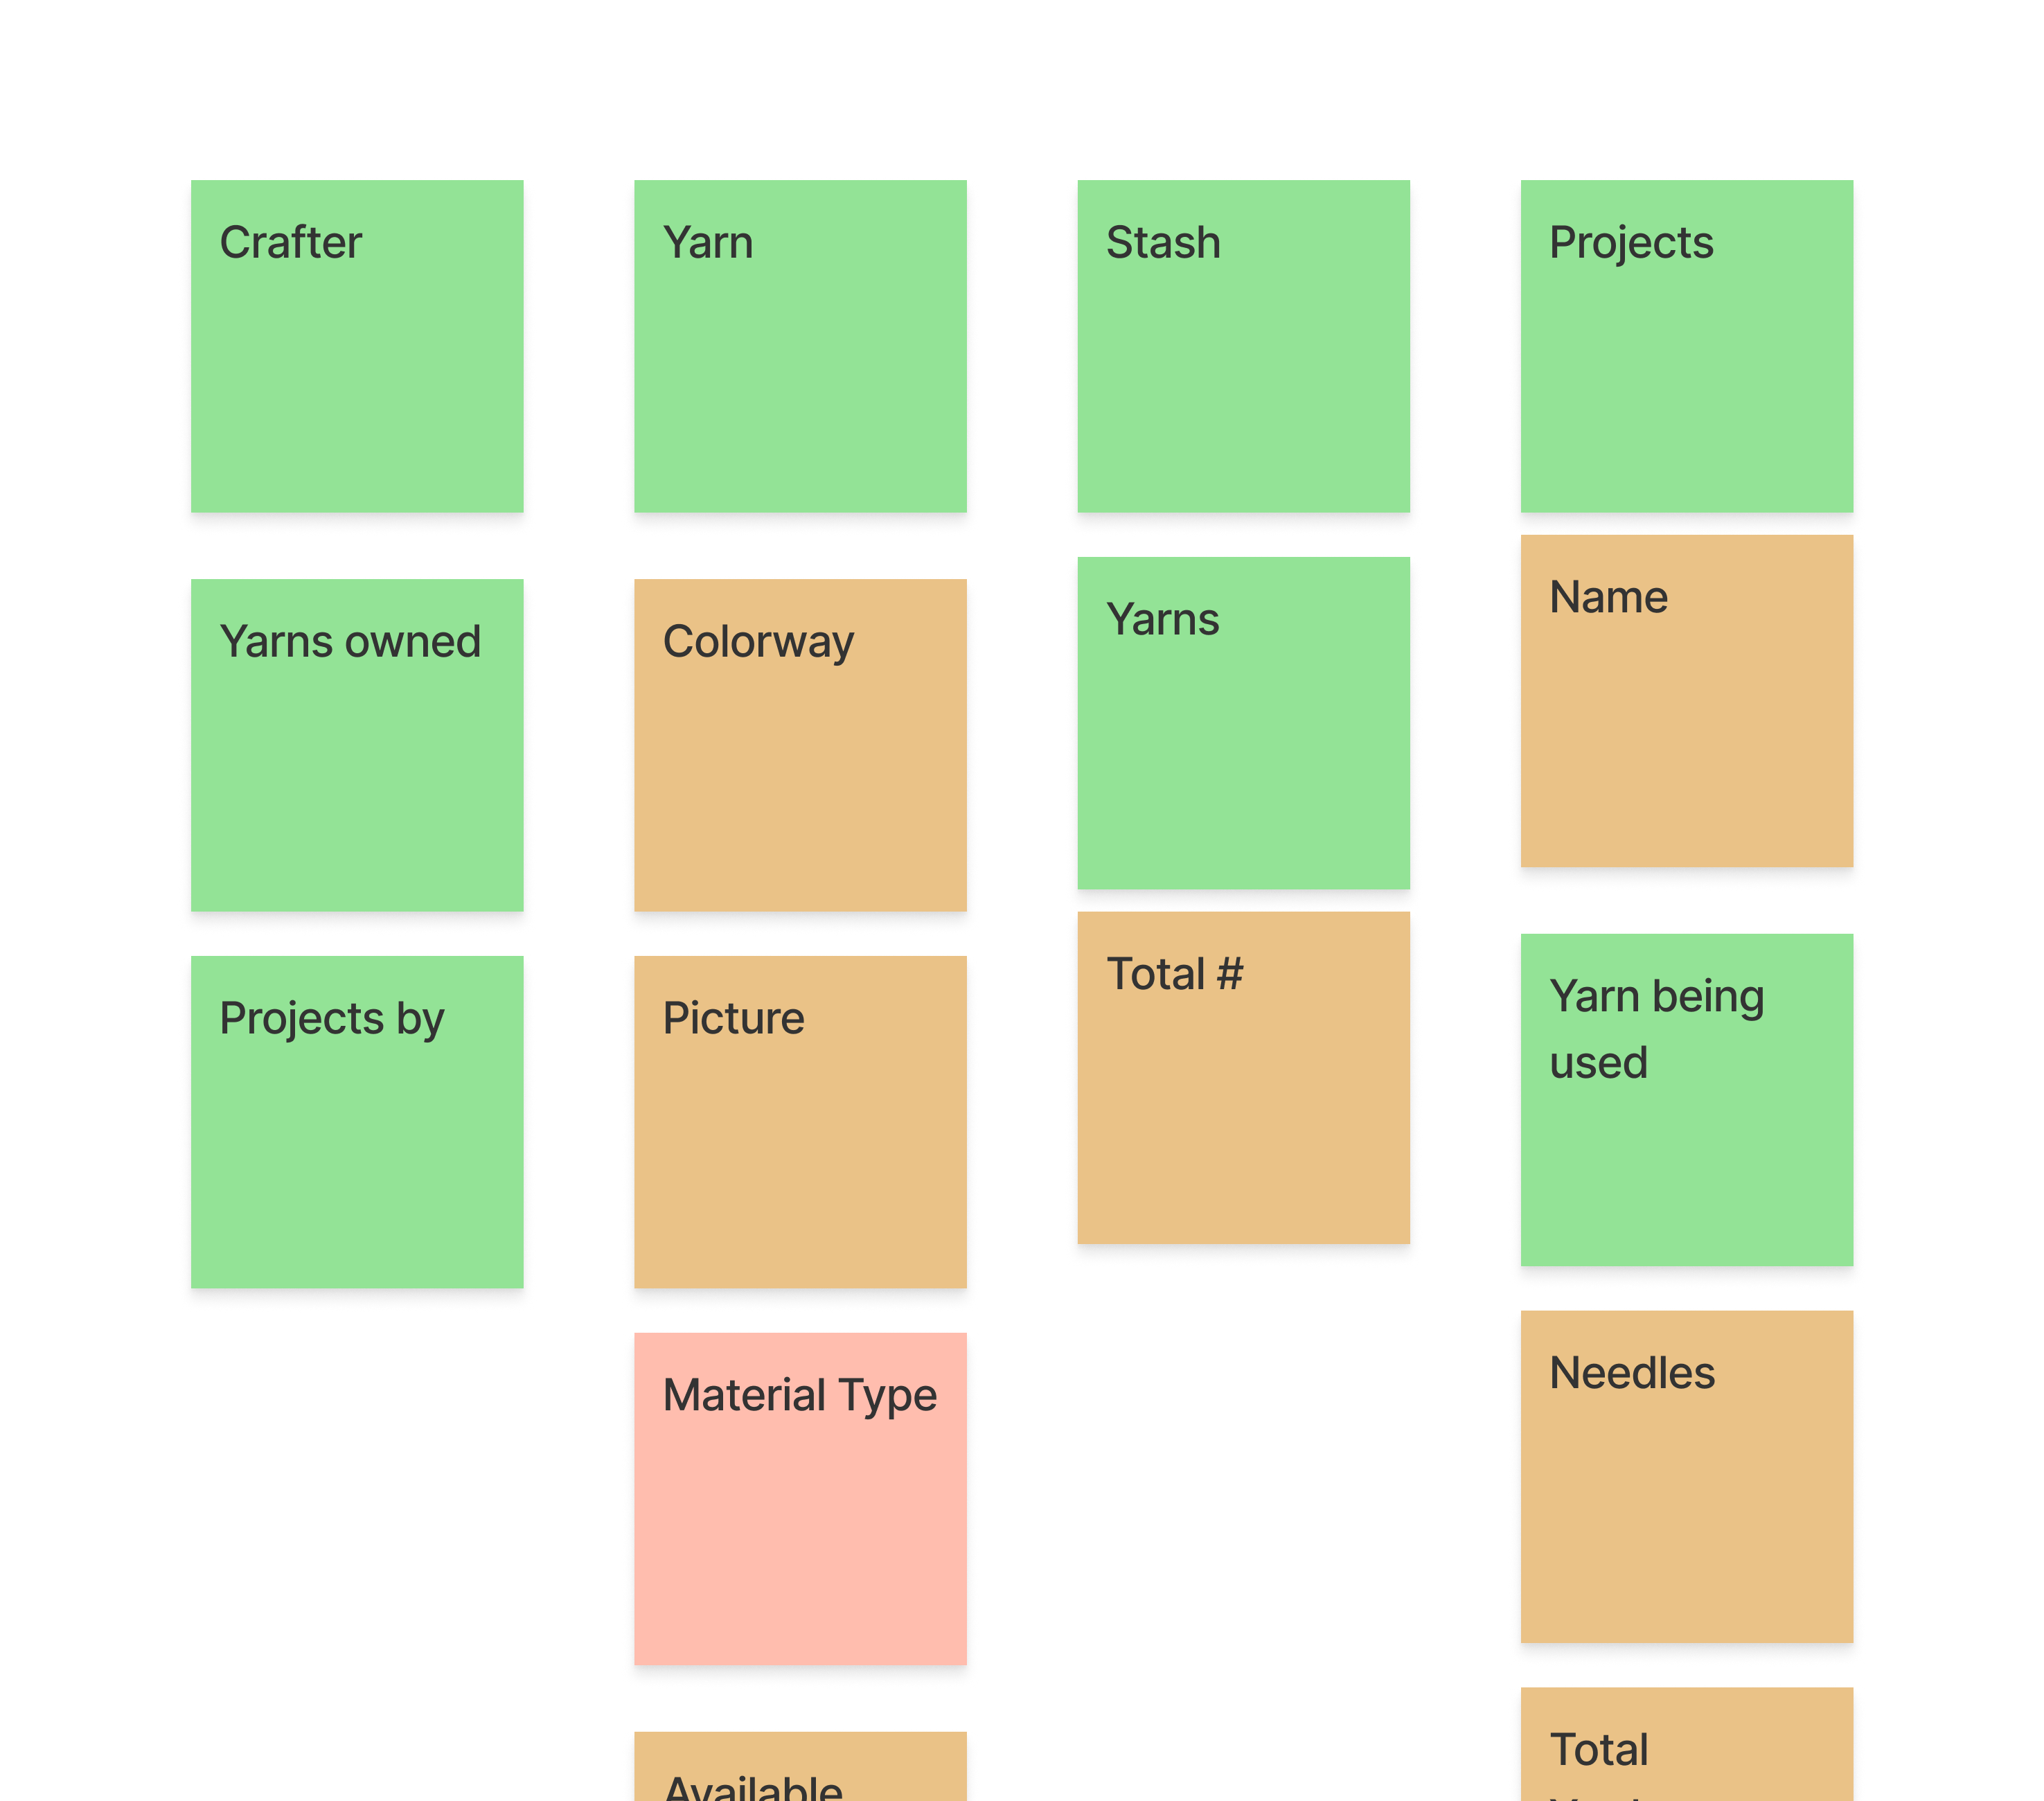 Crafter
Yarns owned
Projects by
Yarn
Colorway
Picture
Material Type
Available
Stash
Yarns
Total #
Projects
Name
Yarn being
used
Needles
Total